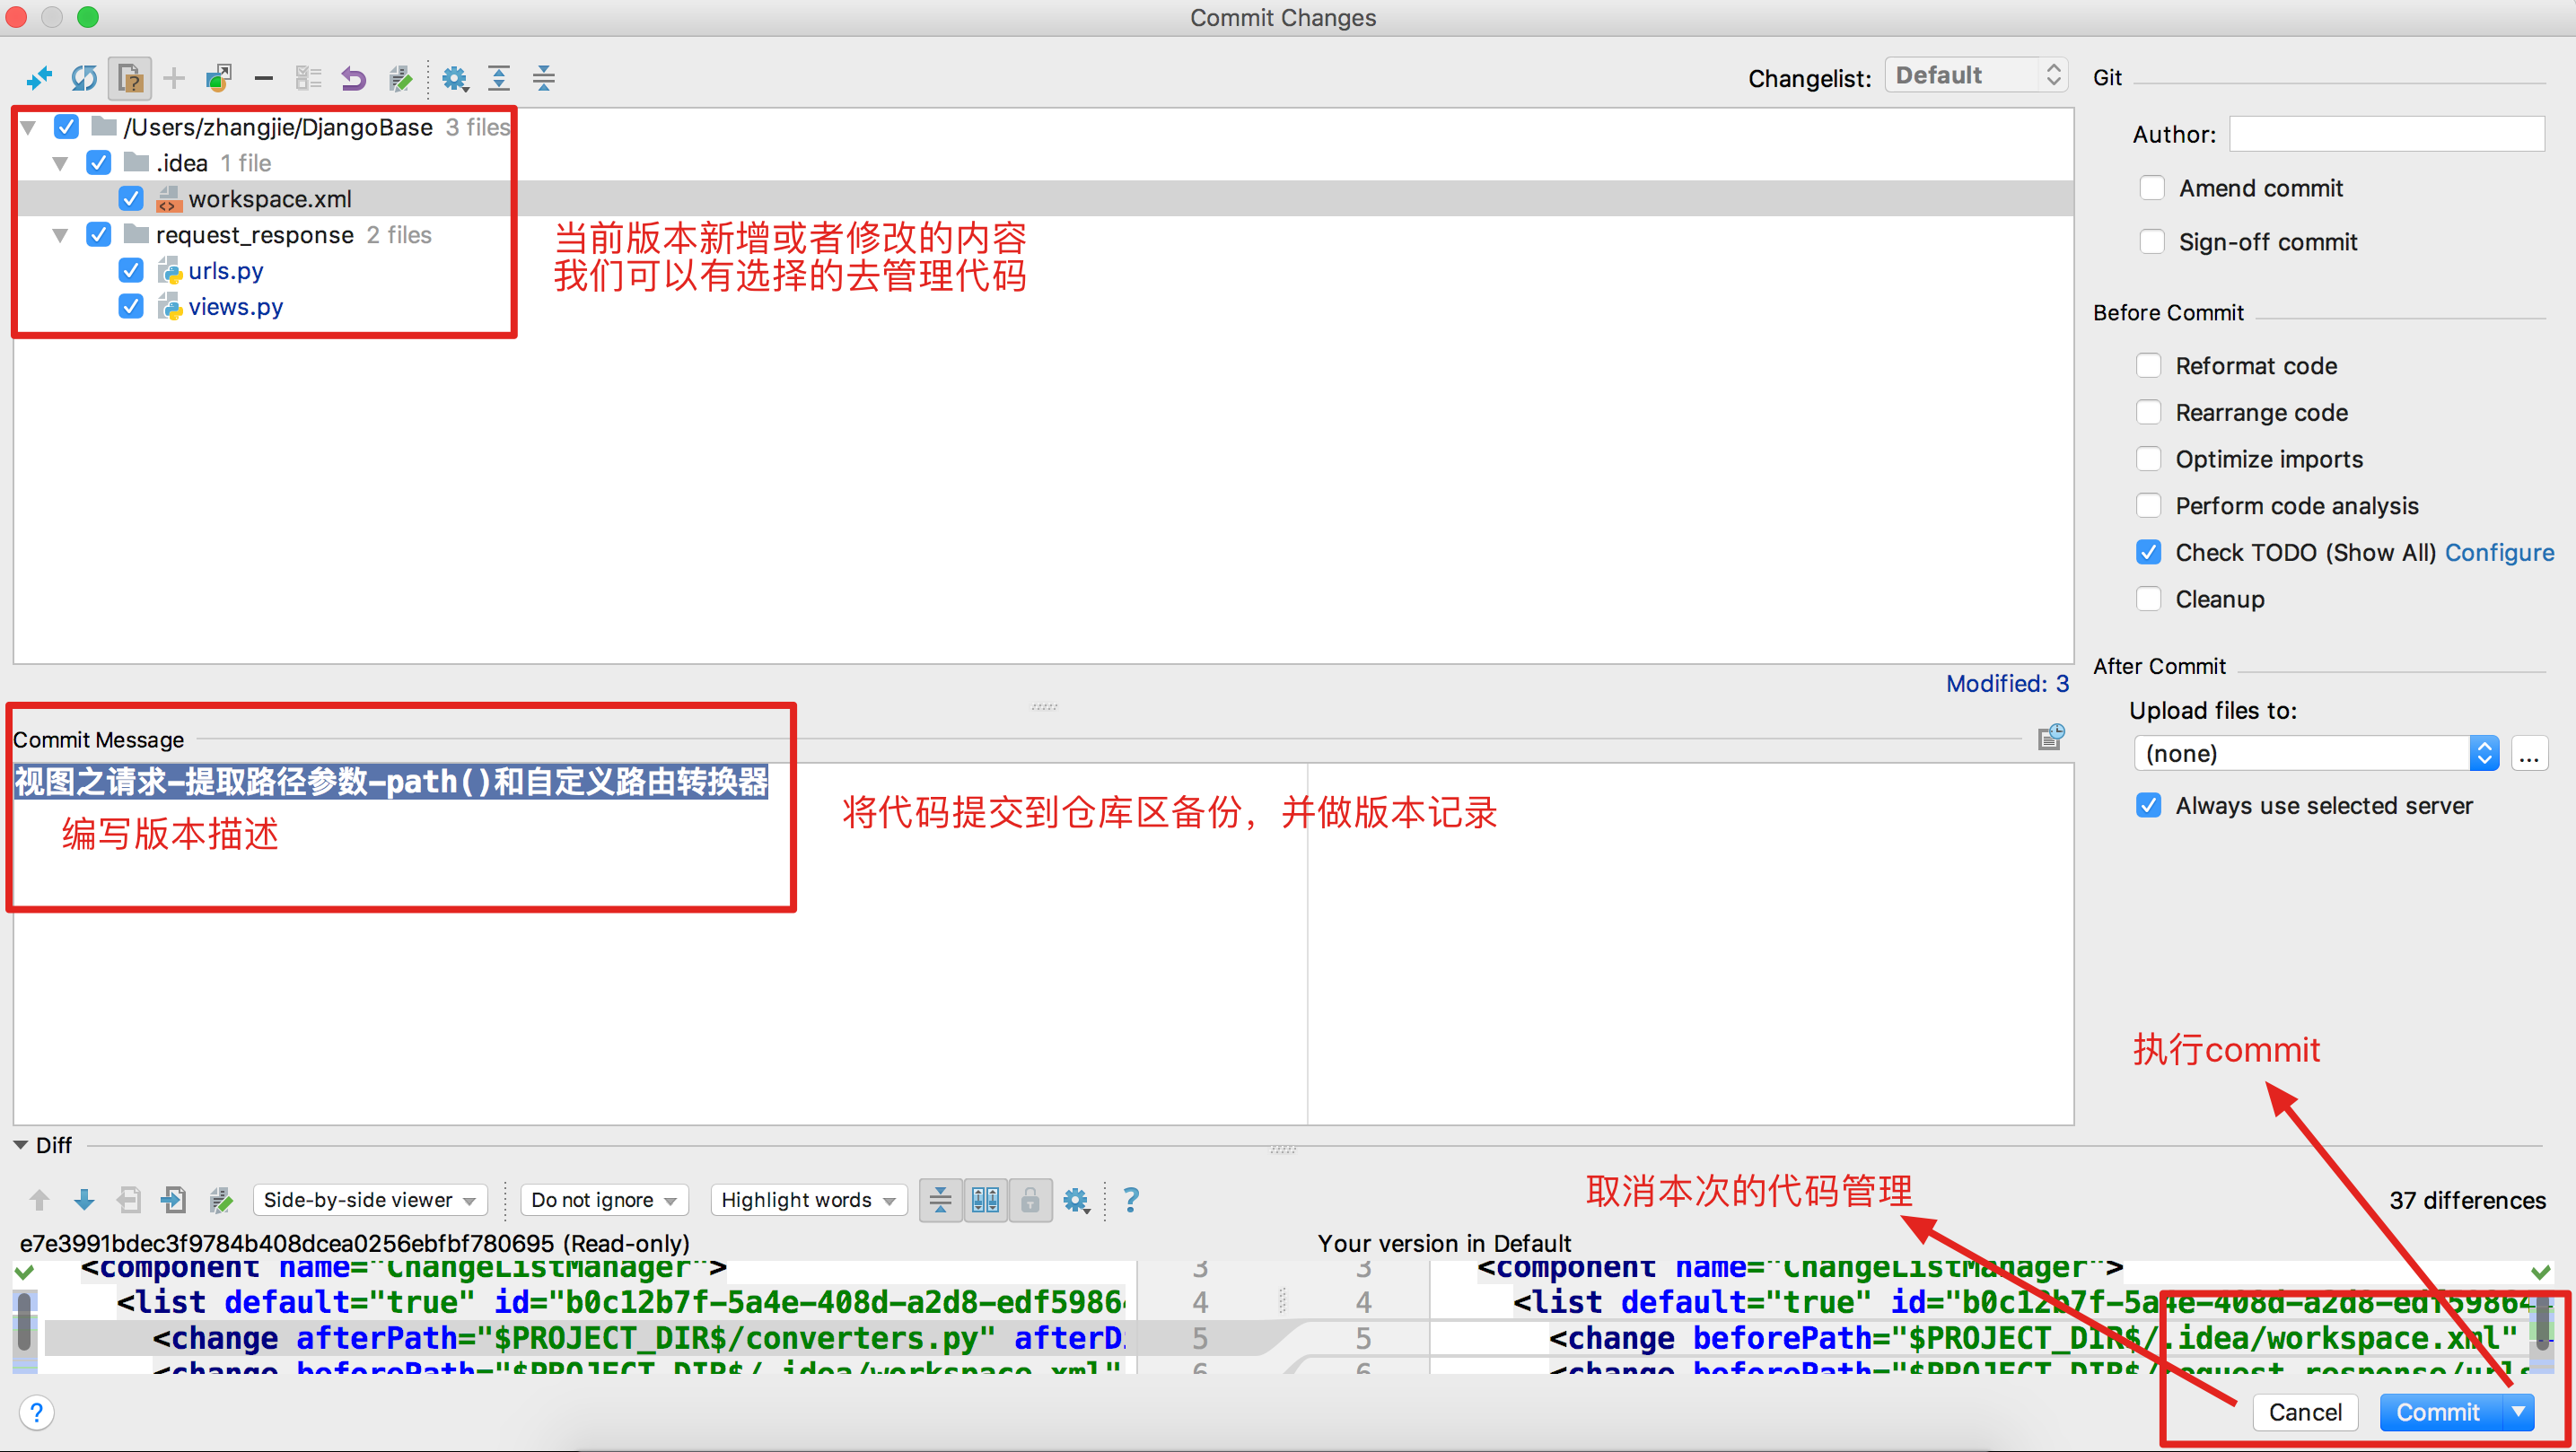 Commit Changes
Changelist: Default
/Users/zhangjie/DjangoBase 3 files
.idea 1 file
workspace.xml
request_response 2 files
urls.py
views.py
当前版本新增或者修改的内容
我们可以有选择的去管理代码
Modified: 3
Git
Author:
Amend commit
Sign-off commit
Before Commit
Reformat code
Rearrange code
Optimize imports
Perform code analysis
Check TODO (Show All) Configure
Cleanup
After Commit
Upload files to:
(none)
...
Always use selected server
Commit Message
视图之请求-提取路径参数-path()和自定义路由转换器
编写版本描述
将代码提交到仓库区备份，并做版本记录
执行commit
Diff
取消本次的代码管理
Side-by-side viewer Do not ignore Highlight words ? 37 differences
e7e3991bdec3f9784b408dcea0256ebfbf780695 (Read-only) Your version in Default
<component name="ChangeListManager"> 3 3 <component name="ChangeListManager">
<list default="true" id="b0c12b7f-5a4e-408d-a2d8-edf5986 4 4 <list default="true" id="b0c12b7f-5a4e-408d-a2d8-edf59864
<change afterPath="$PROJECT_DIR$/converters.py" afterD 5 5 <change beforePath="$PROJECT_DIR$/.idea/workspace.xml"
<change beforePath="$PROJECT_DIR$/.idea/workspace.xml" 6 6 <change beforePath="$PROJECT_DIR$/request_response/urls
? Cancel Commit